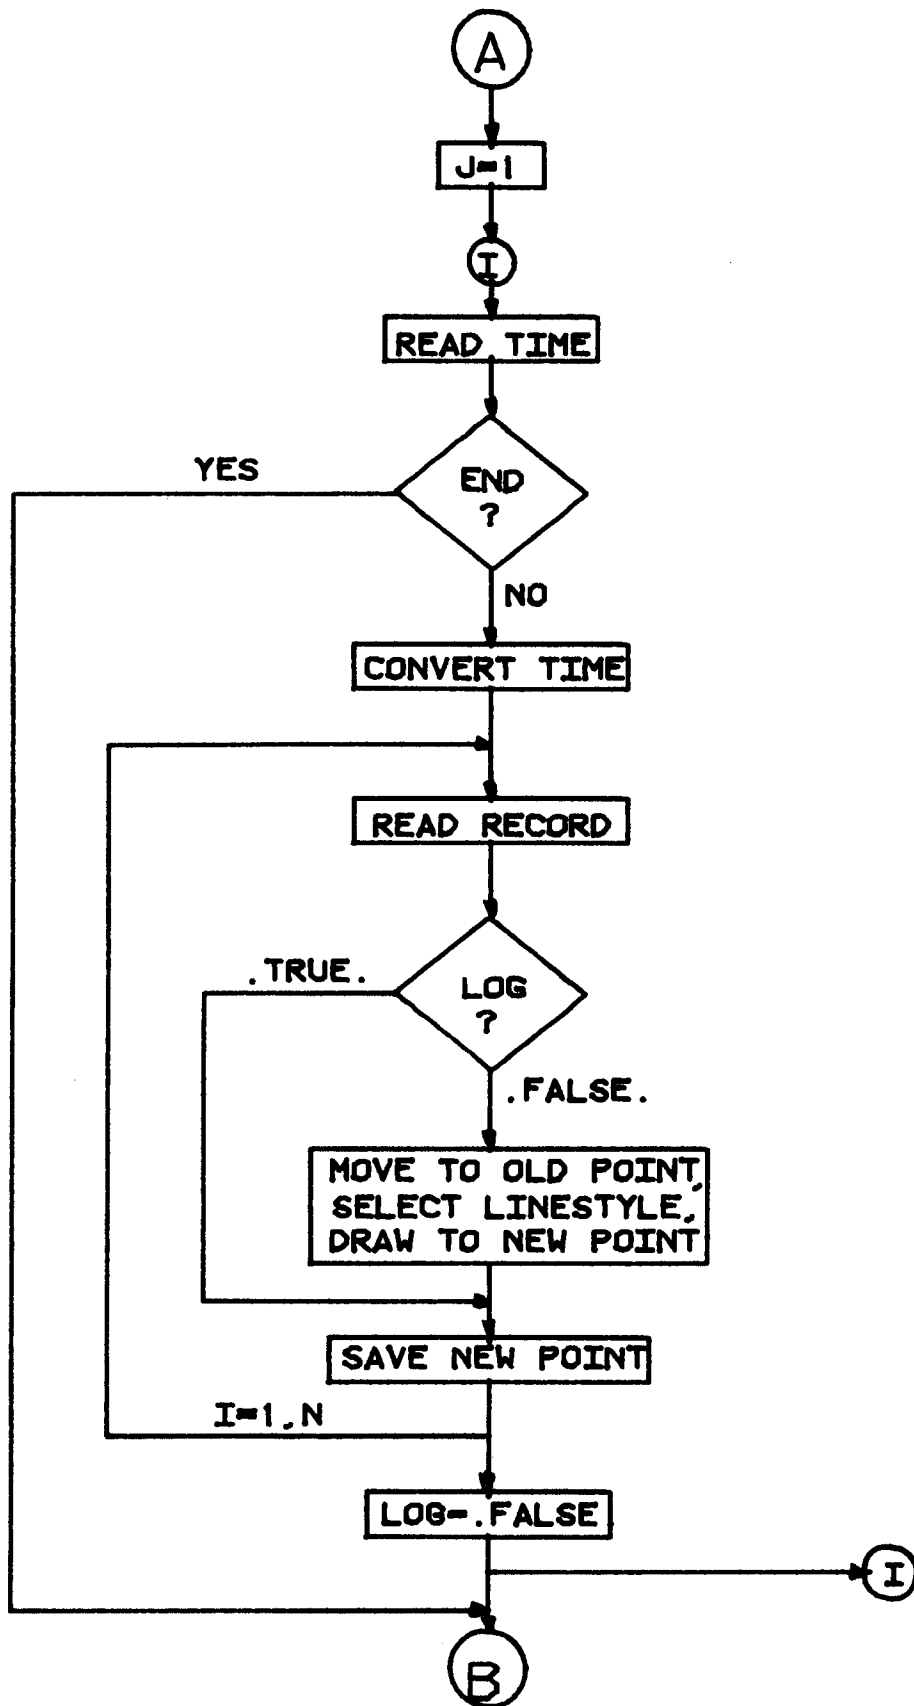 A
J=1
I
READ TIME
YES
END
?
NO
CONVERT TIME
READ RECORD
.TRUE.
LOG
?
.FALSE.
MOVE TO OLD POINT,
SELECT LINESTYLE,
DRAW TO NEW POINT
SAVE NEW POINT
I=1,N
LOG=.FALSE
I
B